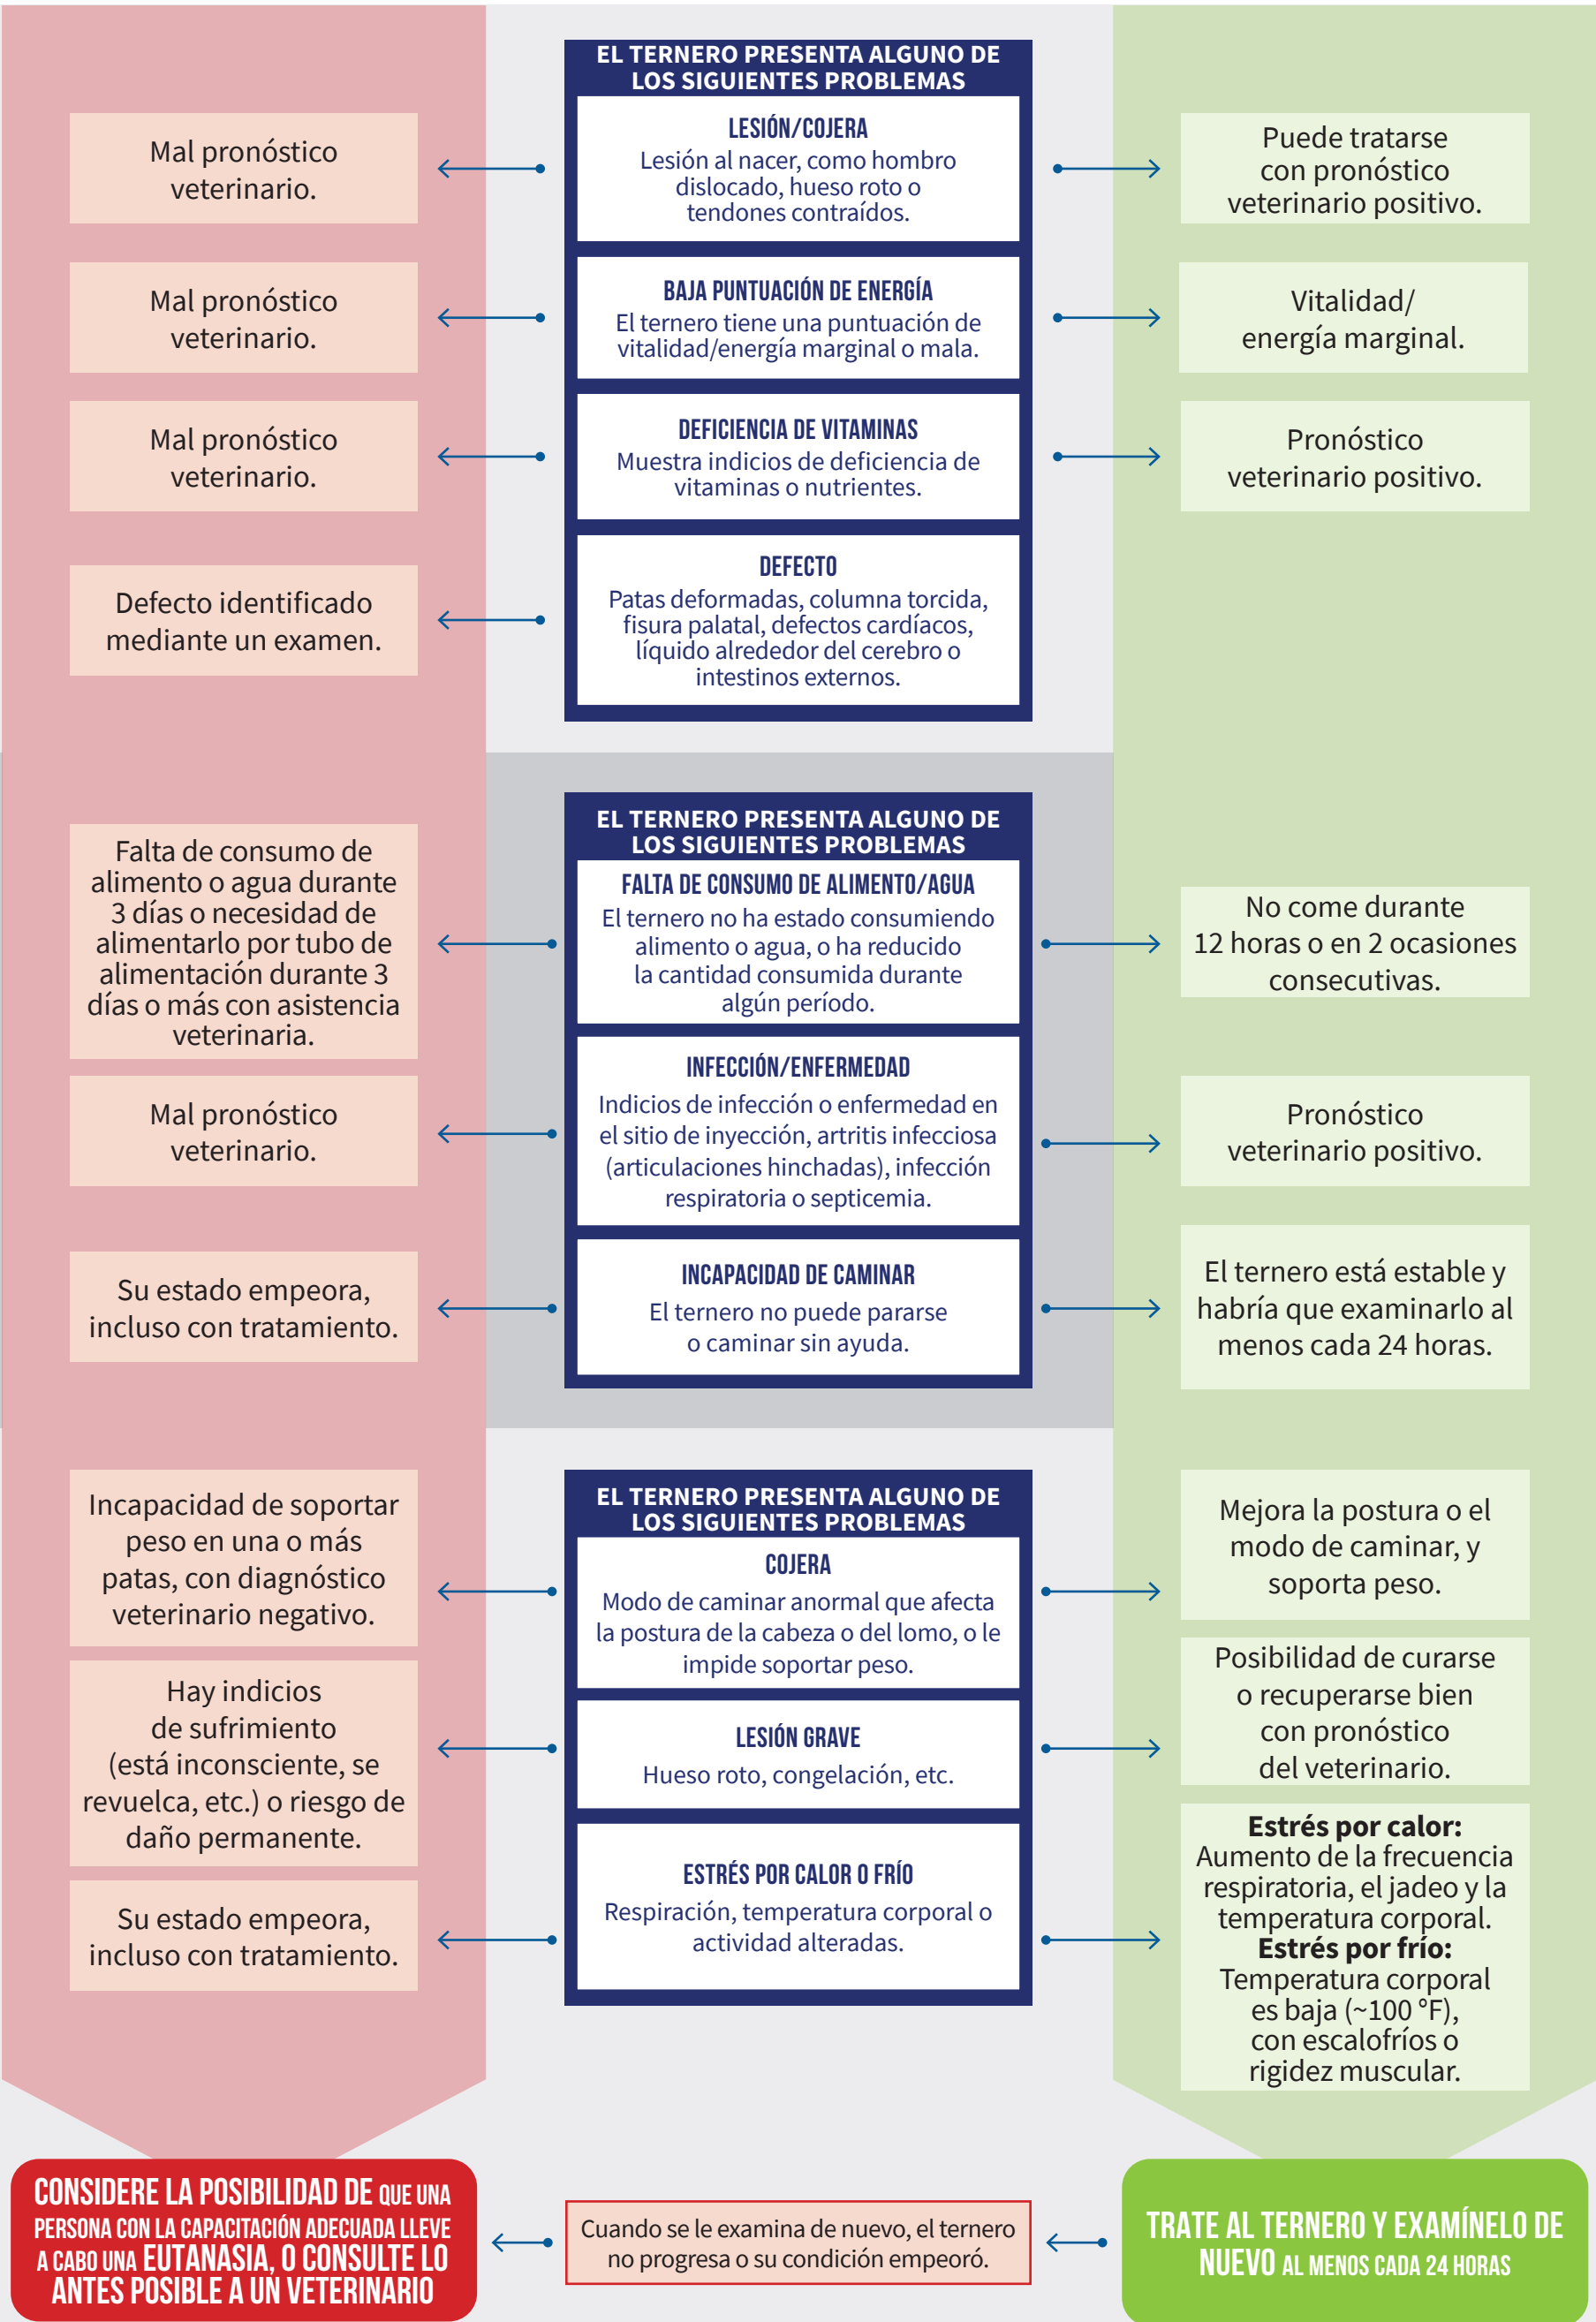 EL TERNERO PRESENTA ALGUNO DE
LOS SIGUIENTES PROBLEMAS
Mal pronóstico
veterinario.
LESIÓN/COJERA
Lesión al nacer, como hombro
dislocado, hueso roto o
tendones contraídos.
Puede tratarse
con pronóstico
veterinario positivo.
Mal pronóstico
veterinario.
BAJA PUNTUACIÓN DE ENERGÍA
El ternero tiene una puntuación de
vitalidad/energía marginal o mala.
Vitalidad/
energía marginal.
Mal pronóstico
veterinario.
DEFICIENCIA DE VITAMINAS
Muestra indicios de deficiencia de
vitaminas o nutrientes.
Pronóstico
veterinario positivo.
Defecto identificado
mediante un examen.
DEFECTO
Patas deformadas, columna torcida,
fisura palatal, defectos cardíacos,
líquido alrededor del cerebro o
intestinos externos.
EL TERNERO PRESENTA ALGUNO DE
LOS SIGUIENTES PROBLEMAS
Falta de consumo de
alimento o agua durante
3 días o necesidad de
alimentarlo por tubo de
alimentación durante 3
días o más con asistencia
veterinaria.
FALTA DE CONSUMO DE ALIMENTO/AGUA
El ternero no ha estado consumiendo
alimento o agua, o ha reducido
la cantidad consumida durante
algún período.
No come durante
12 horas o en 2 ocasiones
consecutivas.
Mal pronóstico
veterinario.
INFECCIÓN/ENFERMEDAD
Indicios de infección o enfermedad en
el sitio de inyección, artritis infecciosa
(articulaciones hinchadas), infección
respiratoria o septicemia.
Pronóstico
veterinario positivo.
Su estado empeora,
incluso con tratamiento.
INCAPACIDAD DE CAMINAR
El ternero no puede pararse
o caminar sin ayuda.
El ternero está estable y
habría que examinarlo al
menos cada 24 horas.
EL TERNERO PRESENTA ALGUNO DE
LOS SIGUIENTES PROBLEMAS
Incapacidad de soportar
peso en una o más
patas, con diagnóstico
veterinario negativo.
COJERA
Modo de caminar anormal que afecta
la postura de la cabeza o del lomo, o le
impide soportar peso.
Mejora la postura o el
modo de caminar, y
soporta peso.
Hay indicios
de sufrimiento
(está inconsciente, se
revuelca, etc.) o riesgo de
daño permanente.
LESIÓN GRAVE
Hueso roto, congelación, etc.
Posibilidad de curarse
o recuperarse bien
con pronóstico
del veterinario.
Su estado empeora,
incluso con tratamiento.
ESTRÉS POR CALOR O FRÍO
Respiración, temperatura corporal o
actividad alteradas.
Estrés por calor:
Aumento de la frecuencia
respiratoria, el jadeo y la
temperatura corporal.
Estrés por frío:
Temperatura corporal
es baja (~100 °F),
con escalofríos o
rigidez muscular.
CONSIDERE LA POSIBILIDAD DE QUE UNA
PERSONA CON LA CAPACITACIÓN ADECUADA LLEVE
A CABO UNA EUTANASIA, O CONSULTE LO
ANTES POSIBLE A UN VETERINARIO
Cuando se le examina de nuevo, el ternero
no progresa o su condición empeoró.
TRATE AL TERNERO Y EXAMÍNELO DE
NUEVO AL MENOS CADA 24 HORAS